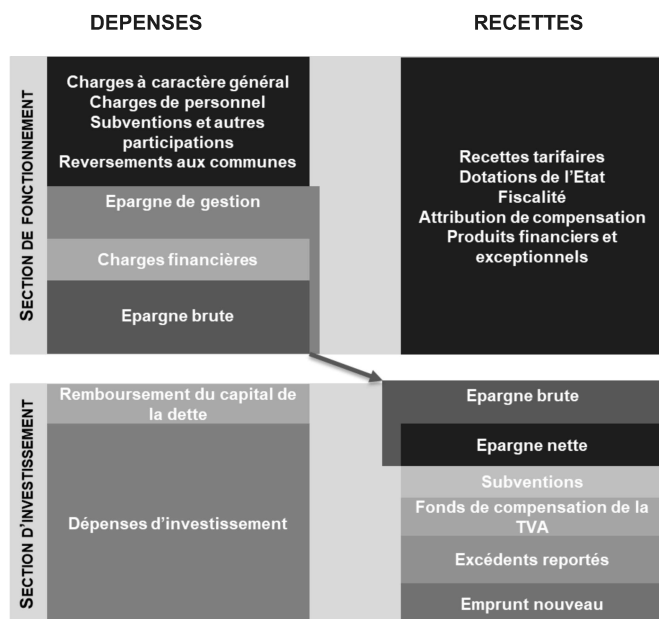 DEPENSES
RECETTES
SECTION DE FONCTIONNEMENT
Charges à caractère général
Charges de personnel
Subventions et autres
participations
Reversements aux communes
Epargne de gestion
Charges financières
Epargne brute
Recettes tarifaires
Dotations de l'Etat
Fiscalité
Attribution de compensation
Produits financiers et
exceptionnels
SECTION D'INVESTISSEMENT
Remboursement du capital de
la dette
Dépenses d'investissement
Epargne brute
Epargne nette
Subventions
Fonds de compensation de la
TVA
Excédents reportés
Emprunt nouveau